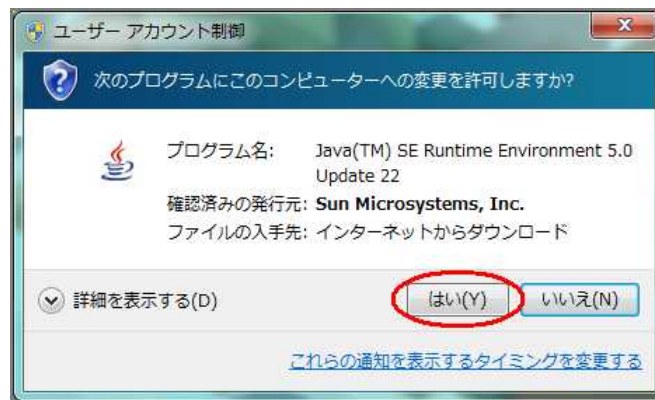 ユーザー アカウント制御
次のプログラムにこのコンピューターへの変更を許可しますか?
プログラム名: Java(TM) SE Runtime Environment 5.0
Update 22
確認済みの発行元: Sun Microsystems, Inc.
ファイルの入手先: インターネットからダウンロード
詳細を表示する(D) はい(Y) いいえ(N)
これらの通知を表示するタイミングを変更する